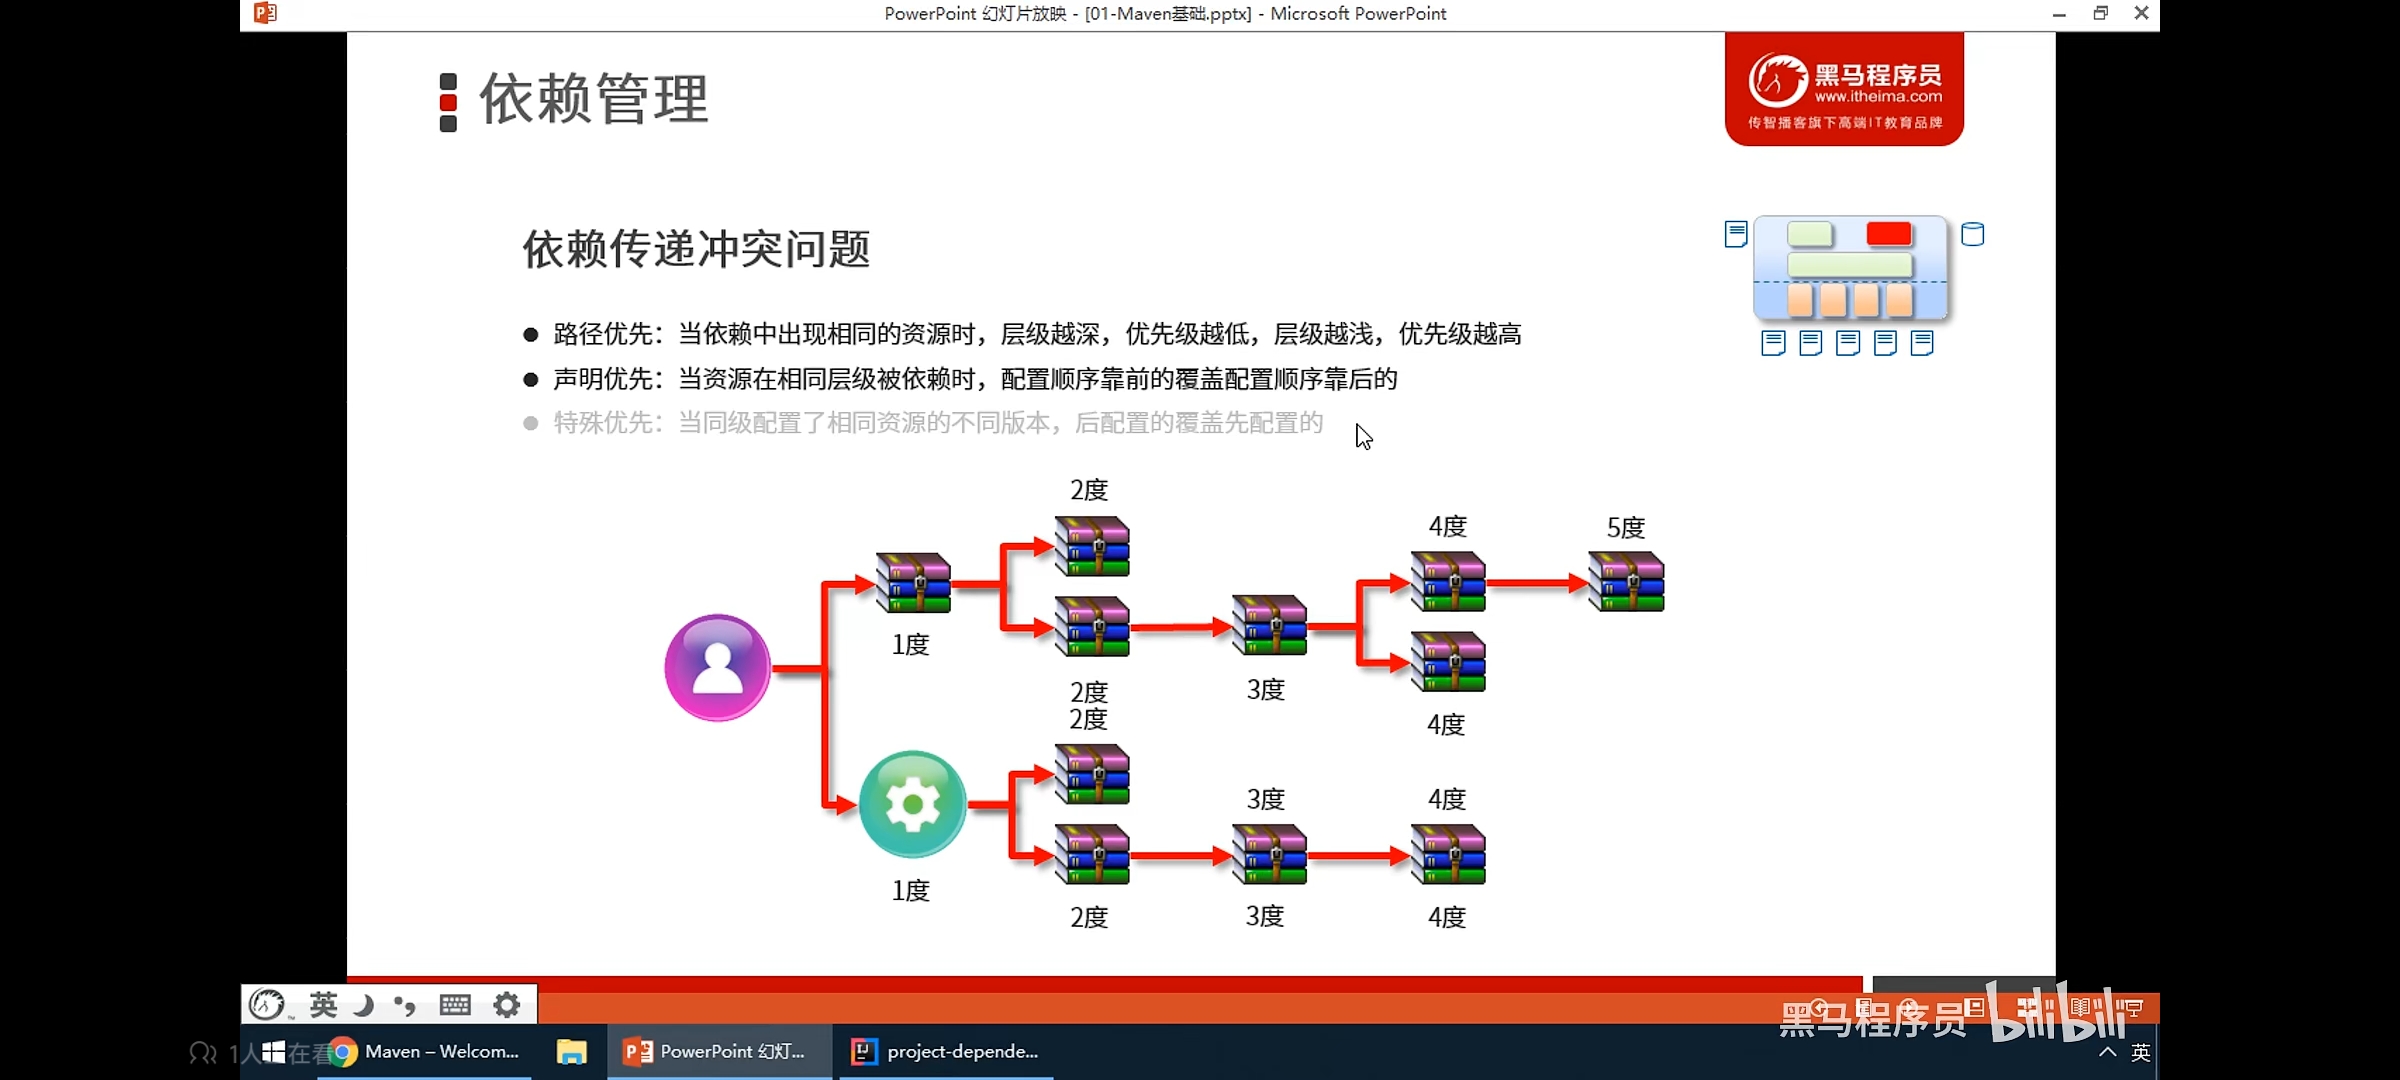 PowerPoint 幻灯片放映 - [01-Maven基础.pptx] - Microsoft PowerPoint
依赖管理
黑马程序员
www.itheima.com
传智播客旗下高端IT教育品牌
依赖传递冲突问题
路径优先：当依赖中出现相同的资源时，层级越深，优先级越低，层级越浅，优先级越高
声明优先：当资源在相同层级被依赖时，配置顺序靠前的覆盖配置顺序靠后的
特殊优先：当同级配置了相同资源的不同版本，后配置的覆盖先配置的
2度
4度
5度
1度
2度
3度
2度
4度
3度
4度
1度
2度
3度
4度
英
黑马程序员 bilibili
1人在看
Maven – Welcom...
PowerPoint 幻灯...
project-depende...
英